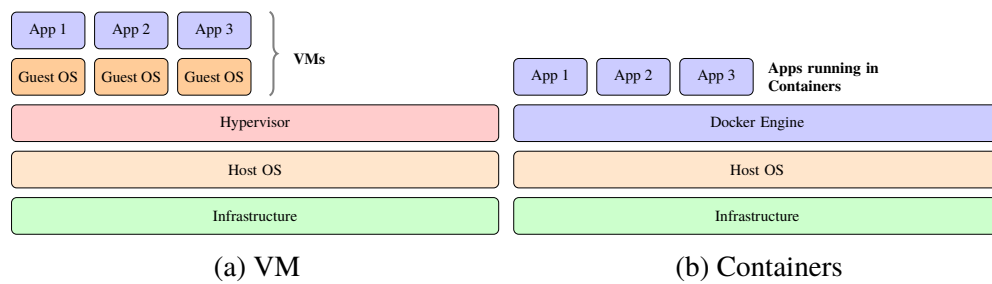 App 1 App 2 App 3
VMs
Guest OS Guest OS Guest OS
Hypervisor
Host OS
Infrastructure
(a) VM
App 1 App 2 App 3
Apps running in
Containers
Docker Engine
Host OS
Infrastructure
(b) Containers